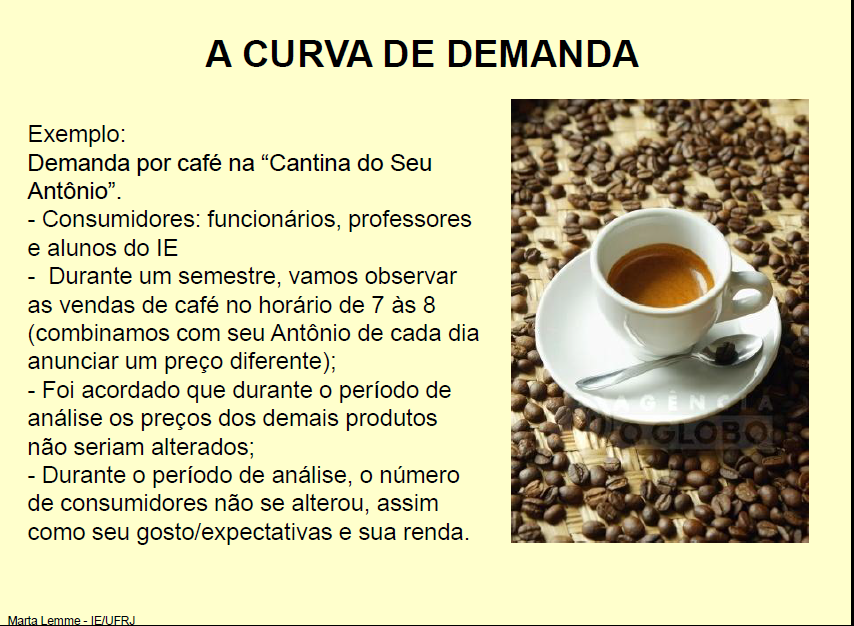 A CURVA DE DEMANDA
Exemplo:
Demanda por café na “Cantina do Seu
Antônio”.
- Consumidores: funcionários, professores
e alunos do IE
- Durante um semestre, vamos observar
as vendas de café no horário de 7 às 8
(combinamos com seu Antônio de cada dia
anunciar um preço diferente);
- Foi acordado que durante o período de
análise os preços dos demais produtos
não seriam alterados;
- Durante o período de análise, o número
de consumidores não se alterou, assim
como seu gosto/expectativas e sua renda.
AGÊNCIA
O GLOBO
Marta Lemme - IE/UFRJ